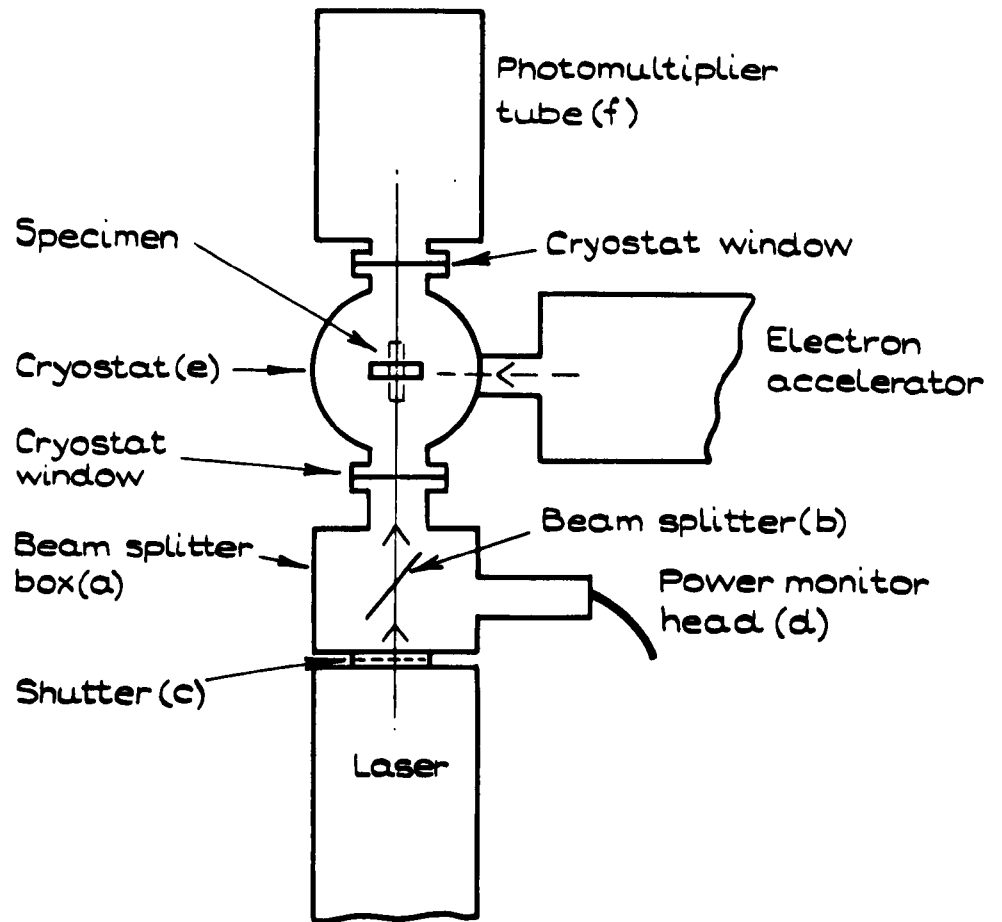 Photomultiplier
tube (f)
Specimen
Cryostat window
Cryostat (e)
Electron
accelerator
Cryostat
window
Beam splitter (b)
Beam splitter
box (a)
Power monitor
head (d)
Shutter (c)
Laser